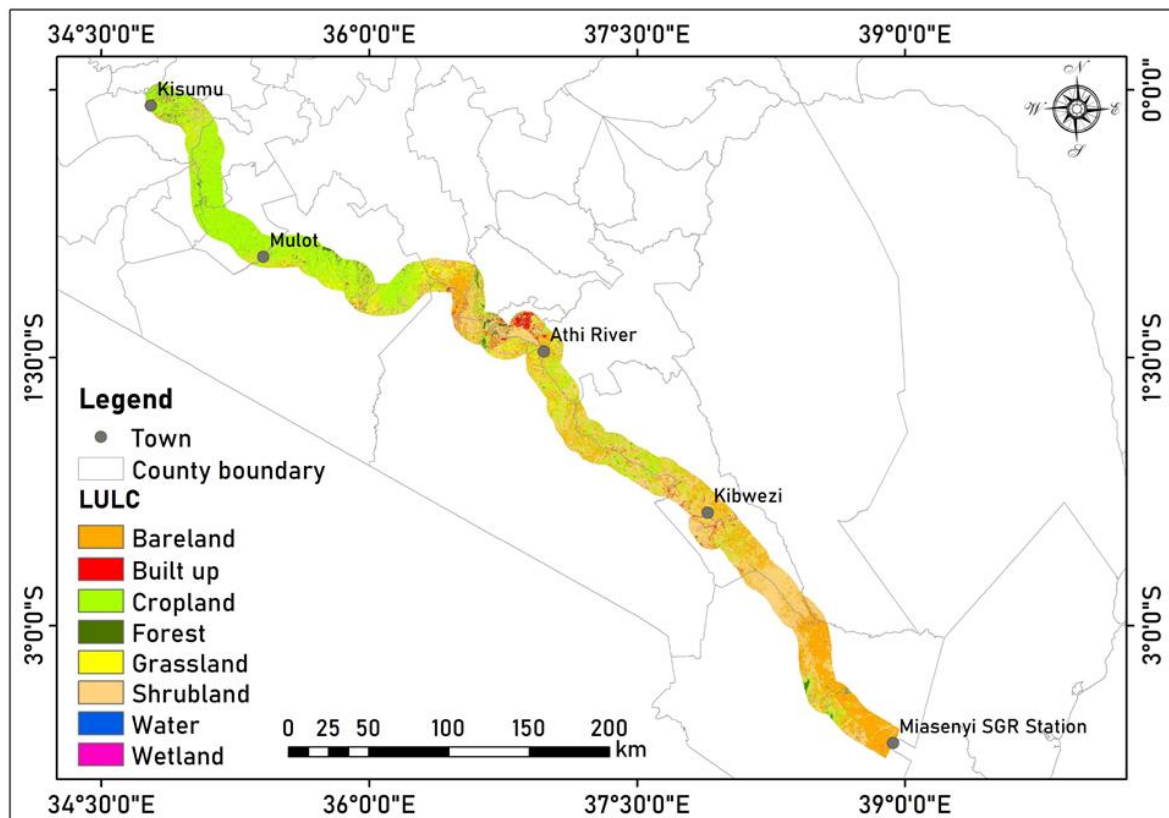 34°30'0"E 36°0'0"E 37°30'0"E 39°0'0"E
N
W E
S
0°0'0"
Kisumu
Mulot
Athi River
1°30'0"S 1°30'0"S
Legend
Town
County boundary
LULC
Bareland
Built up
Cropland
Forest
Grassland
Shrubland
Water
Wetland
Kibwezi
3°0'0"S 3°0'0"S
Miasenyi SGR Station
0 25 50 100 150 200
km
34°30'0"E 36°0'0"E 37°30'0"E 39°0'0"E